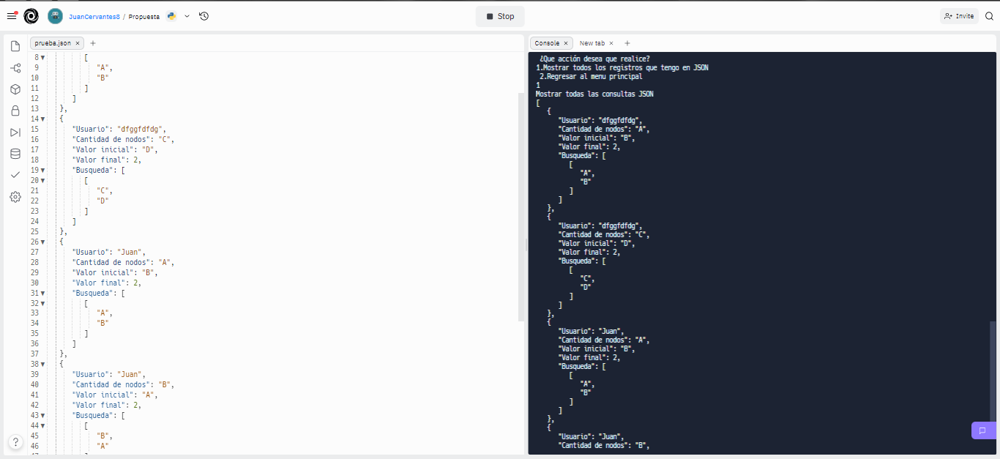 JuanCervantes8 / Propuesta
Stop
Invite
prueba.json × +
8 [
9 "A",
10 "B"
11 ]
12 ]
13 },
14 {
15 "Usuario": "dfggfdfdg",
16 "Cantidad de nodos": "C",
17 "Valor inicial": "D",
18 "Valor final": 2,
19 "Busqueda": [
20 [
21 "C",
22 "D"
23 ]
24 ]
25 },
26 {
27 "Usuario": "Juan",
28 "Cantidad de nodos": "A",
29 "Valor inicial": "B",
30 "Valor final": 2,
31 "Busqueda": [
32 [
33 "A",
34 "B"
35 ]
36 ]
37 },
38 {
39 "Usuario": "Juan",
40 "Cantidad de nodos": "B",
41 "Valor inicial": "A",
42 "Valor final": 2,
43 "Busqueda": [
44 [
45 "B",
46 "A"
?
Console × New tab × +
¿Que acción desea que realice?
1.Mostrar todos los registros que tengo en JSON
2.Regresar al menu principal
1
Mostrar todas las consultas JSON
[
{
"Usuario": "dfggfdfdg",
"Cantidad de nodos": "A",
"Valor inicial": "B",
"Valor final": 2,
"Busqueda": [
[
"A",
"B"
]
]
},
{
"Usuario": "dfggfdfdg",
"Cantidad de nodos": "C",
"Valor inicial": "D",
"Valor final": 2,
"Busqueda": [
[
"C",
"D"
]
]
},
{
"Usuario": "Juan",
"Cantidad de nodos": "A",
"Valor inicial": "B",
"Valor final": 2,
"Busqueda": [
[
"A",
"B"
]
]
},
{
"Usuario": "Juan",
"Cantidad de nodos": "B",